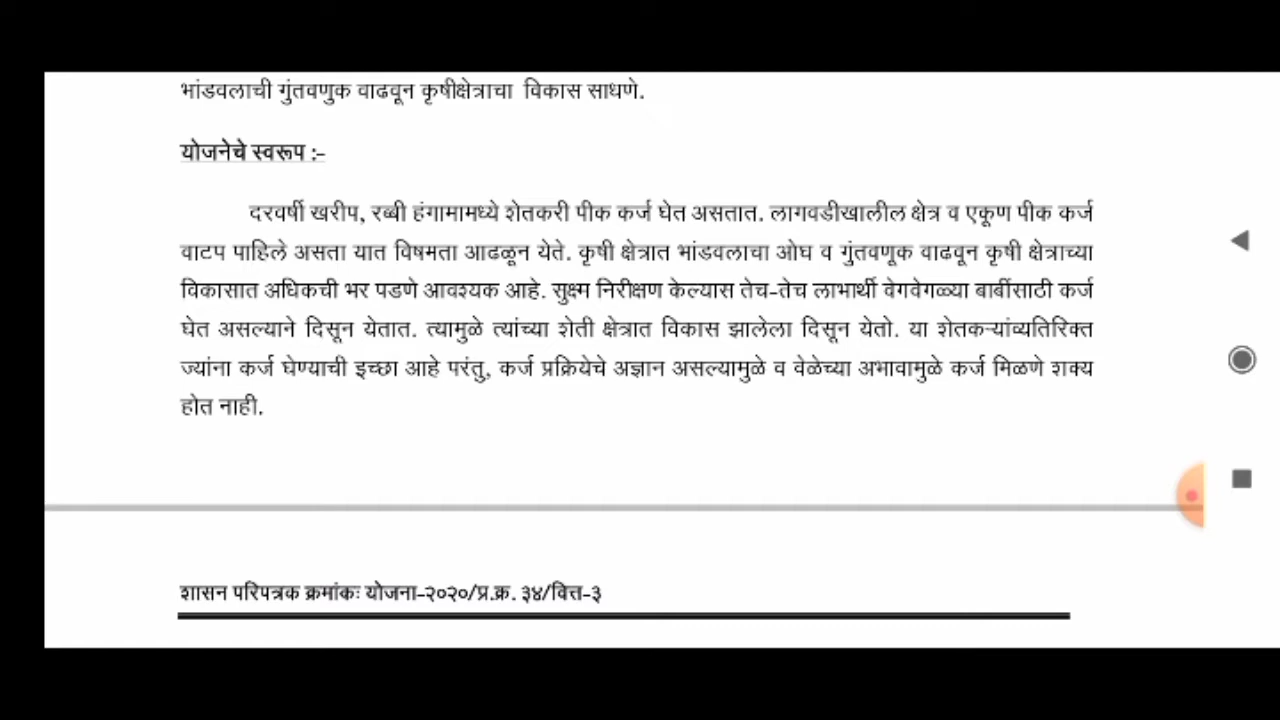 भांडवलाची गुंतवणुक वाढवून कृषीक्षेत्राचा विकास साधणे.
योजनेचे स्वरूप :-
दरवर्षी खरीप, रब्बी हंगामामध्ये शेतकरी पीक कर्ज घेत असतात. लागवडीखालील क्षेत्र व एकूण पीक कर्ज
वाटप पाहिले असता यात विषमता आढळून येते. कृषी क्षेत्रात भांडवलाचा ओघ व गुंतवणूक वाढवून कृषी क्षेत्राच्या
विकासात अधिकची भर पडणे आवश्यक आहे. सुक्ष्म निरीक्षण केल्यास तेच-तेच लाभार्थी वेगवेगळ्या बाबींसाठी कर्ज
घेत असल्याने दिसून येतात. त्यामुळे त्यांच्या शेती क्षेत्रात विकास झालेला दिसून येतो. या शेतकऱ्यांव्यतिरिक्त
ज्यांना कर्ज घेण्याची इच्छा आहे परंतु, कर्ज प्रक्रियेचे अज्ञान असल्यामुळे व वेळेच्या अभावामुळे कर्ज मिळणे शक्य
होत नाही.
शासन परिपत्रक क्रमांकः योजना-२०२०/प्र.क्र. ३४/वित्त-३